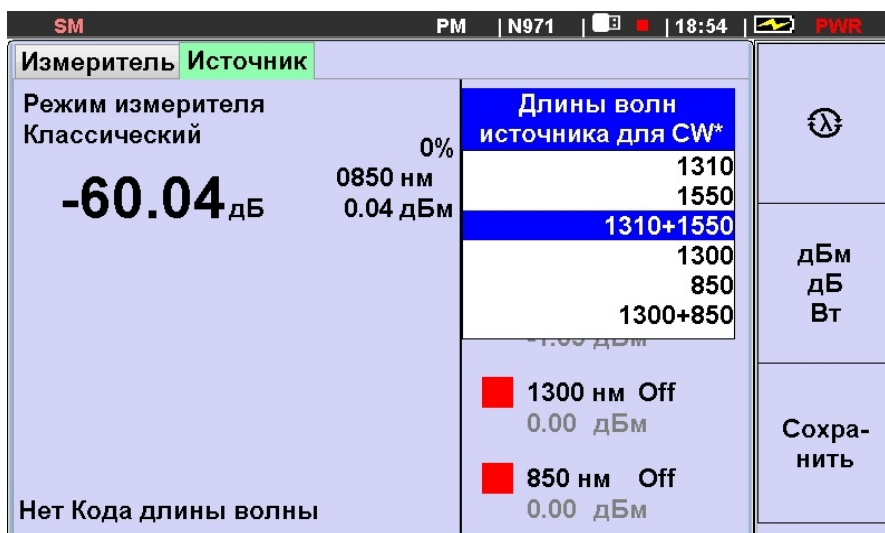 SM PM | N971 | | 18:54 | PWR
Измеритель Источник
Режим измерителя
Классический
0%
-60.04 дБ
0850 нм
0.04 дБм
Нет Кода длины волны
Длины волн
источника для CW*
1310
1550
1310+1550
1300
850
1300+850
1300 нм Off
0.00 дБм
850 нм Off
0.00 дБм
λ
дБм
дБ
Вт
Сохра-
нить